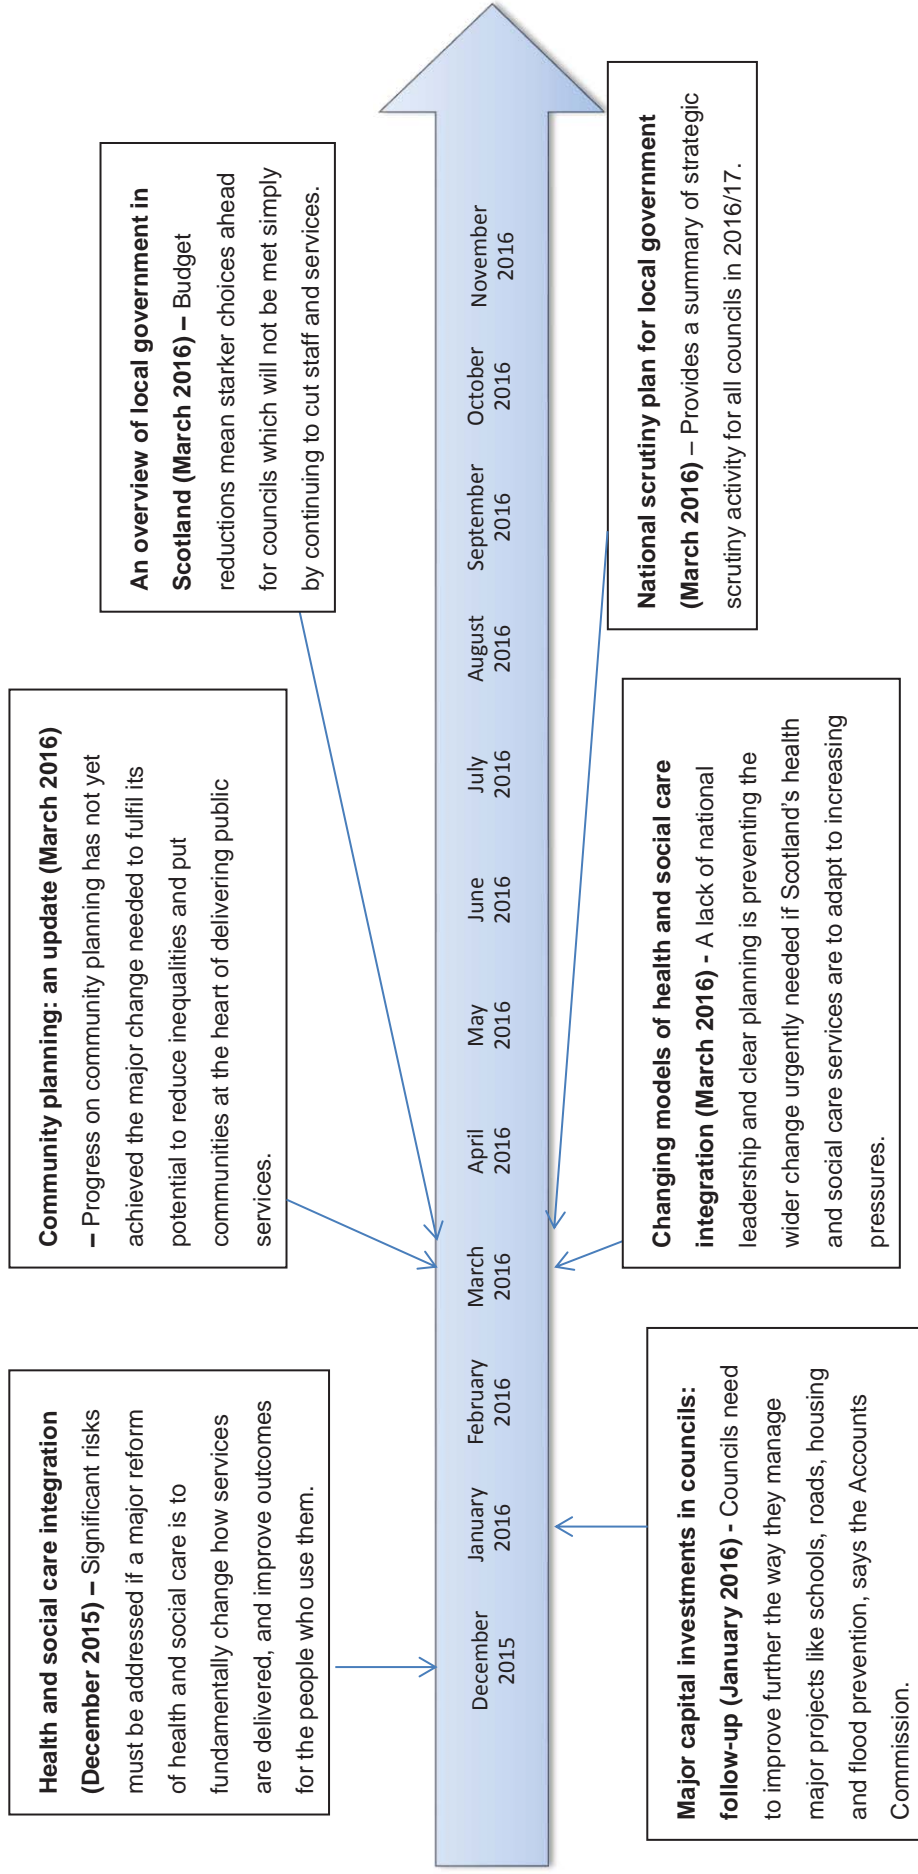 Health and social care integration
(December 2015) – Significant risks
must be addressed if a major reform
of health and social care is to
fundamentally change how services
are delivered, and improve outcomes
for the people who use them.
Community planning: an update (March 2016)
– Progress on community planning has not yet
achieved the major change needed to fulfil its
potential to reduce inequalities and put
communities at the heart of delivering public
services.
An overview of local government in
Scotland (March 2016) – Budget
reductions mean starker choices ahead
for councils which will not be met simply
by continuing to cut staff and services.
December
2015
January
2016
February
2016
March
2016
April
2016
May
2016
June
2016
July
2016
August
2016
September
2016
October
2016
November
2016
Major capital investments in councils:
follow-up (January 2016) - Councils need
to improve further the way they manage
major projects like schools, roads, housing
and flood prevention, says the Accounts
Commission.
Changing models of health and social care
integration (March 2016) - A lack of national
leadership and clear planning is preventing the
wider change urgently needed if Scotland’s health
and social care services are to adapt to increasing
pressures.
National scrutiny plan for local government
(March 2016) – Provides a summary of strategic
scrutiny activity for all councils in 2016/17.